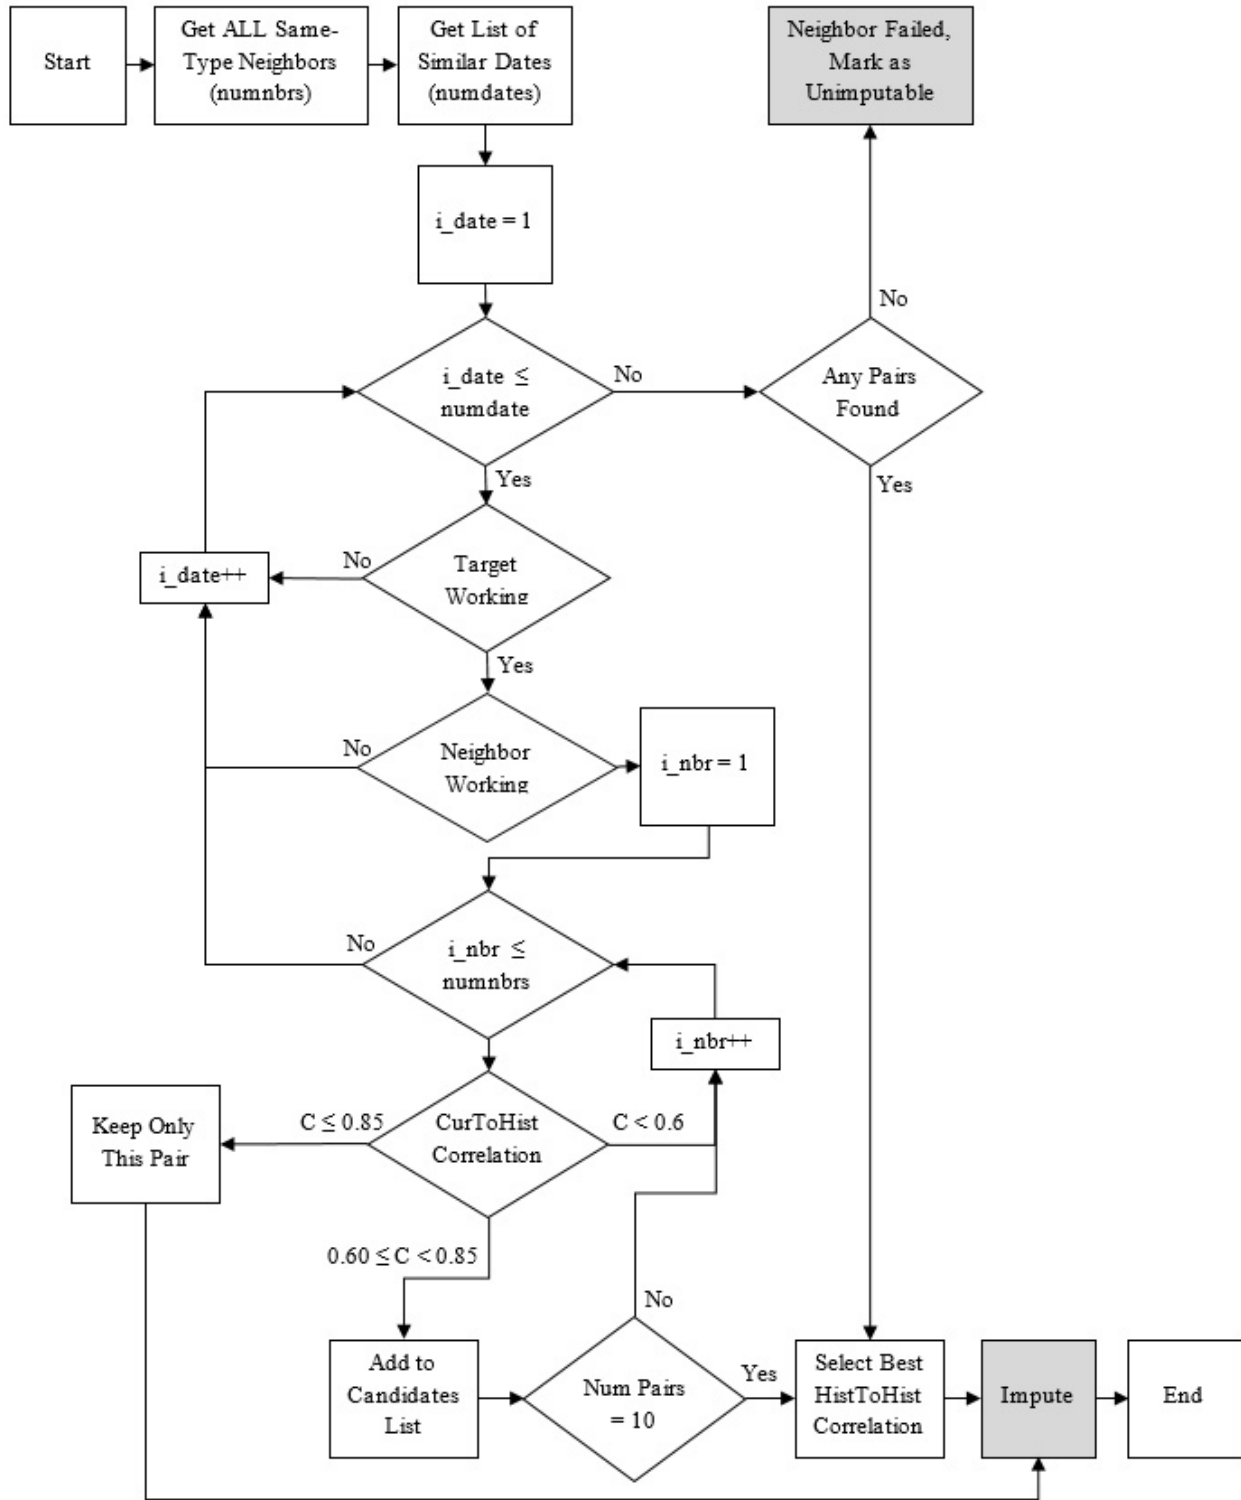 Start
Get ALL Same-
Type Neighbors
(numnbrs)
Get List of
Similar Dates
(numdates)
Neighbor Failed,
Mark as
Unimputable
i_date = 1
No
i_date ≤
numdate
No
Any Pairs
Found
Yes
Yes
No
Target
Working
i_date++
Yes
No
Neighbor
Working
i_nbr = 1
No
i_nbr ≤
numnbrs
i_nbr++
Keep Only
This Pair
C ≤ 0.85
CurToHist
Correlation
C < 0.6
0.60 ≤ C < 0.85
No
Add to
Candidates
List
Num Pairs
= 10
Yes
Select Best
HistToHist
Correlation
Impute
End